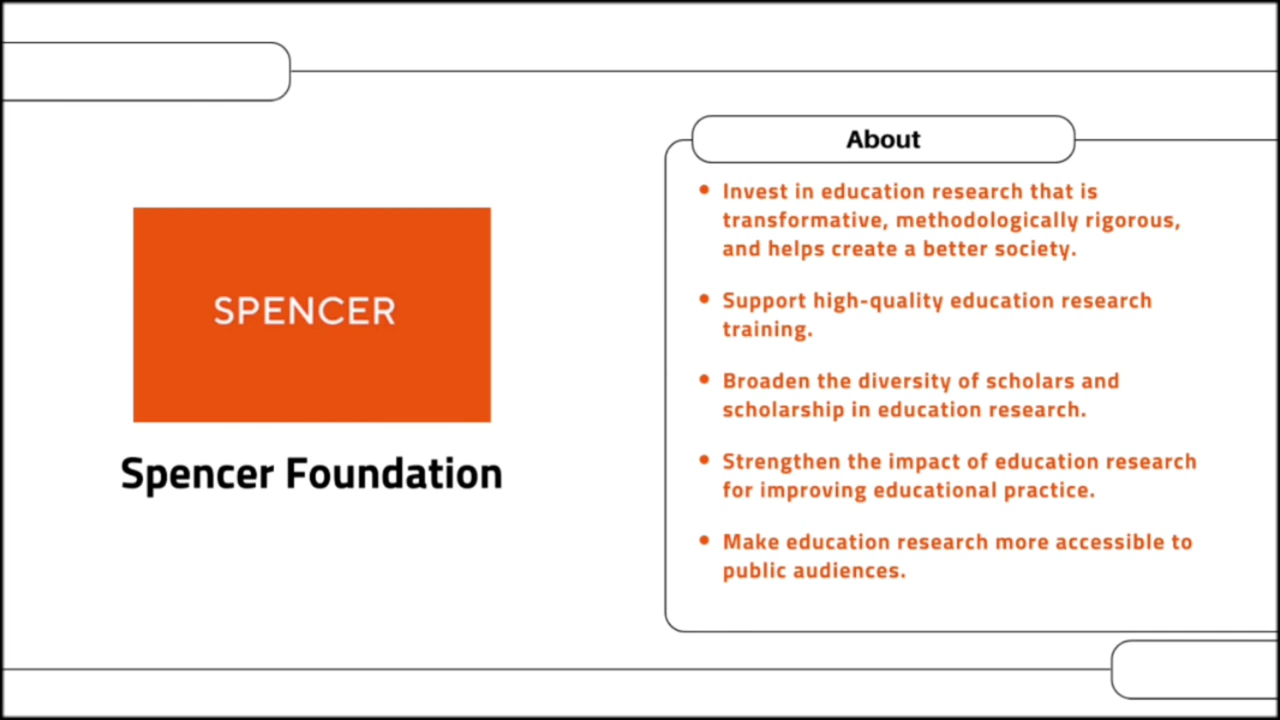 About
SPENCER
Spencer Foundation
• Invest in education research that is
transformative, methodologically rigorous,
and helps create a better society.
• Support high-quality education research
training.
• Broaden the diversity of scholars and
scholarship in education research.
• Strengthen the impact of education research
for improving educational practice.
• Make education research more accessible to
public audiences.